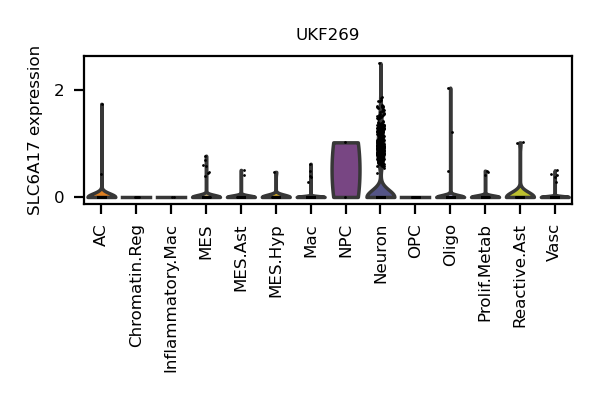 UKF269
SLC6A17 expression
2
0
AC
Chromatin.Reg
Inflammatory.Mac
MES
MES.Ast
MES.Hyp
Mac
NPC
Neuron
OPC
Oligo
Prolif.Metab
Reactive.Ast
Vasc